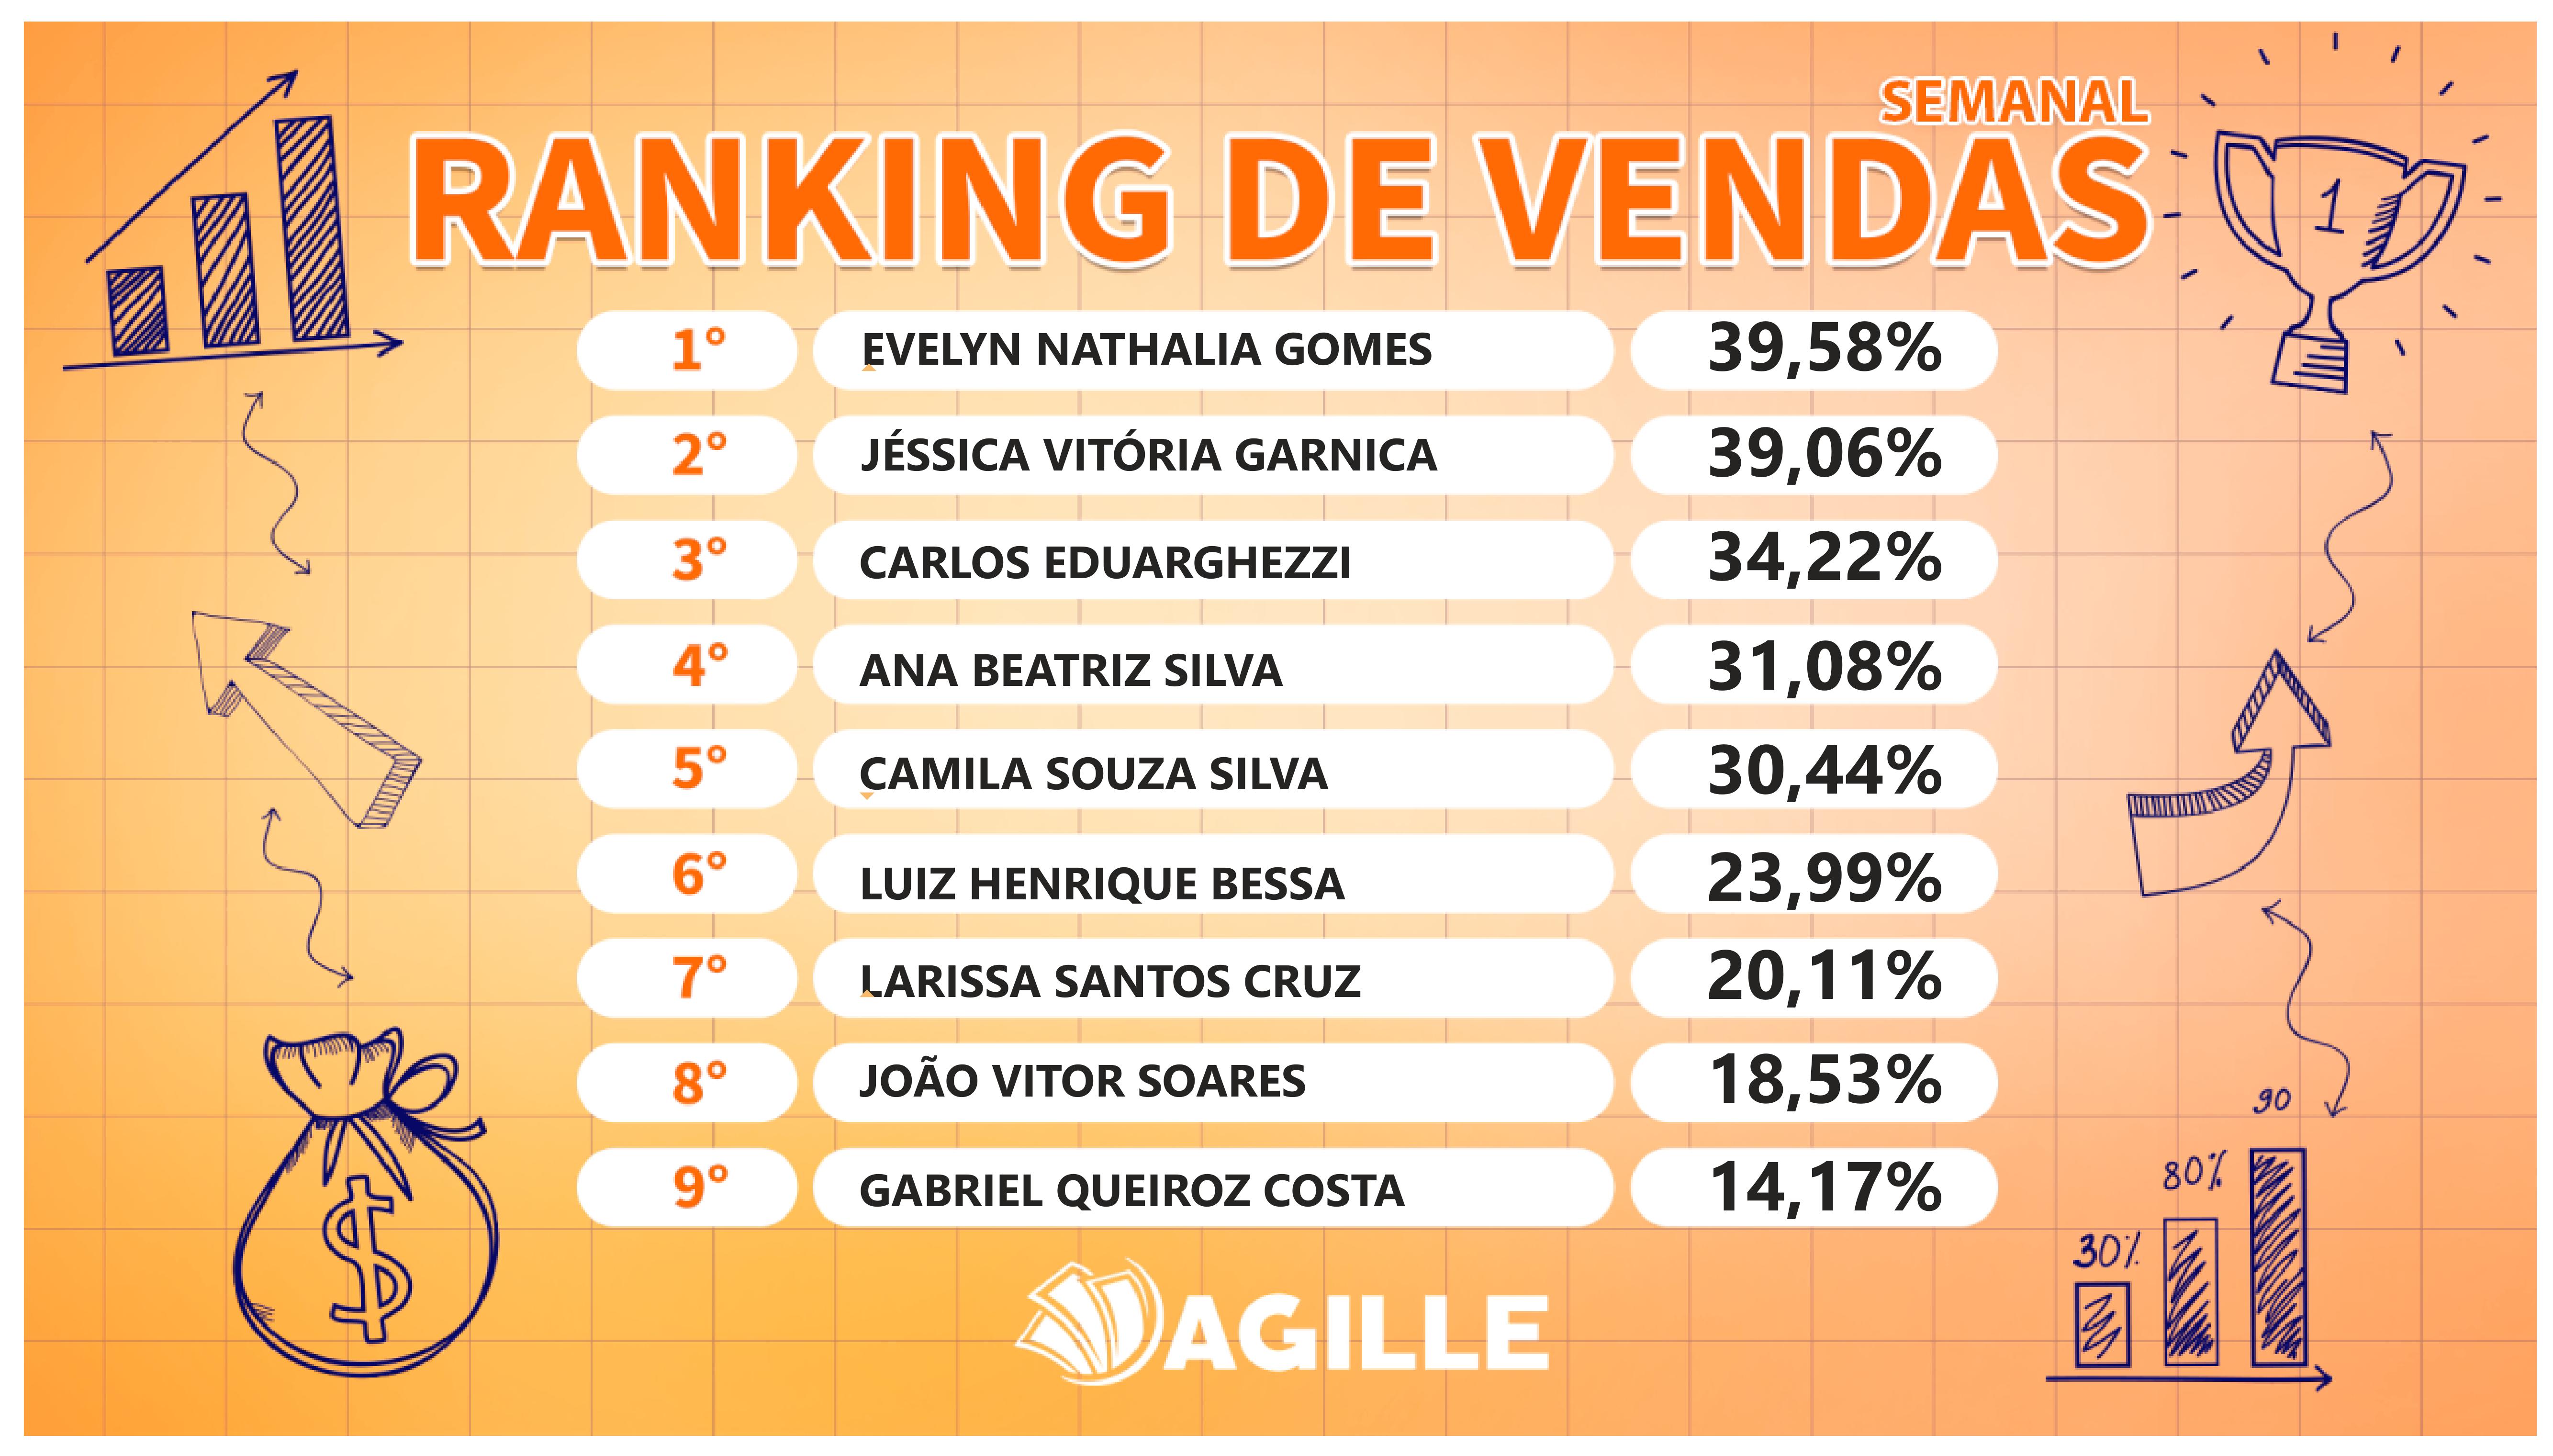 SEMANAL
RANKING DE VENDAS
1
1° EVELYN NATHALIA GOMES 39,58%
2° JÉSSICA VITÓRIA GARNICA 39,06%
3° CARLOS EDUARGHEZZI 34,22%
4° ANA BEATRIZ SILVA 31,08%
5° CAMILA SOUZA SILVA 30,44%
6° LUIZ HENRIQUE BESSA 23,99%
7° LARISSA SANTOS CRUZ 20,11%
8° JOÃO VITOR SOARES 18,53%
9° GABRIEL QUEIROZ COSTA 14,17%
$
30% 80% 90
AGILLE